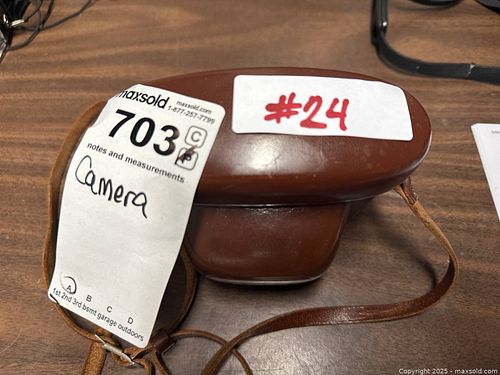 maxsold
maxsold.com
1-877-257-7795
703
C
P
notes and measurements
Camera
A B C D
1st 2nd 3rd bsmt garage outdoors
#24
Copyright 2025 - maxsold.com